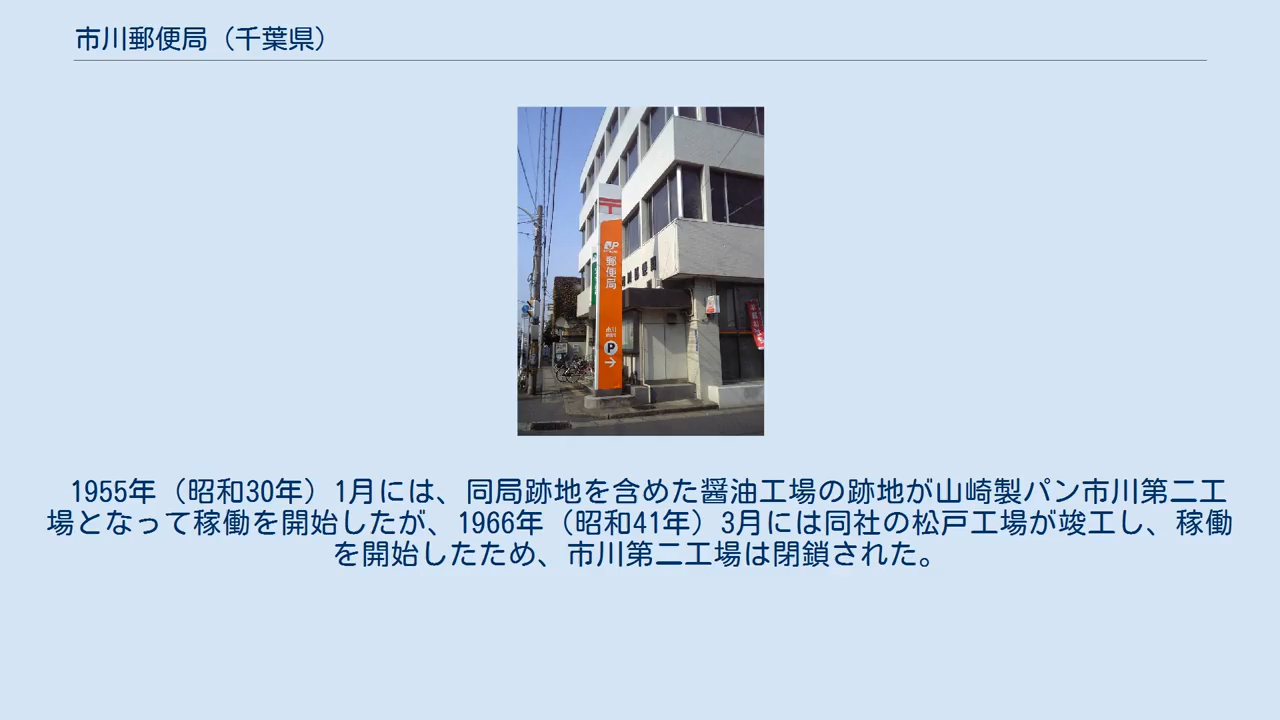 市川郵便局（千葉県）
〒
JP
郵便局
市川
P
1955年（昭和30年）1月には、同局跡地を含めた醤油工場の跡地が山崎製パン市川第二工
場となって稼働を開始したが、1966年（昭和41年）3月には同社の松戸工場が竣工し、稼働
を開始したため、市川第二工場は閉鎖された。